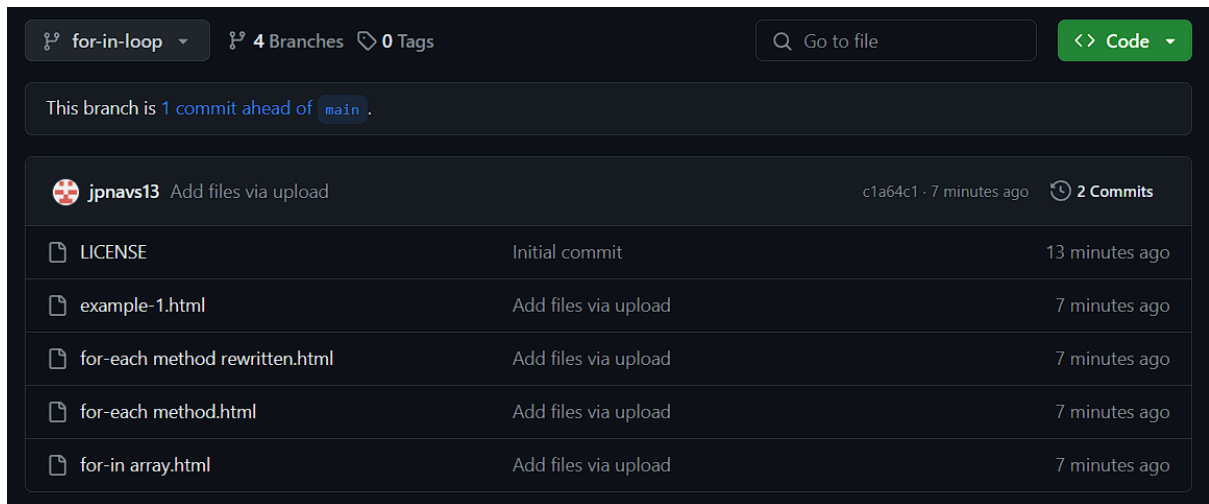 for-in-loop 4 Branches 0 Tags Go to file Code
This branch is 1 commit ahead of main .
jpnavs13 Add files via upload c1a64c1 · 7 minutes ago 2 Commits
LICENSE Initial commit 13 minutes ago
example-1.html Add files via upload 7 minutes ago
for-each method rewritten.html Add files via upload 7 minutes ago
for-each method.html Add files via upload 7 minutes ago
for-in array.html Add files via upload 7 minutes ago